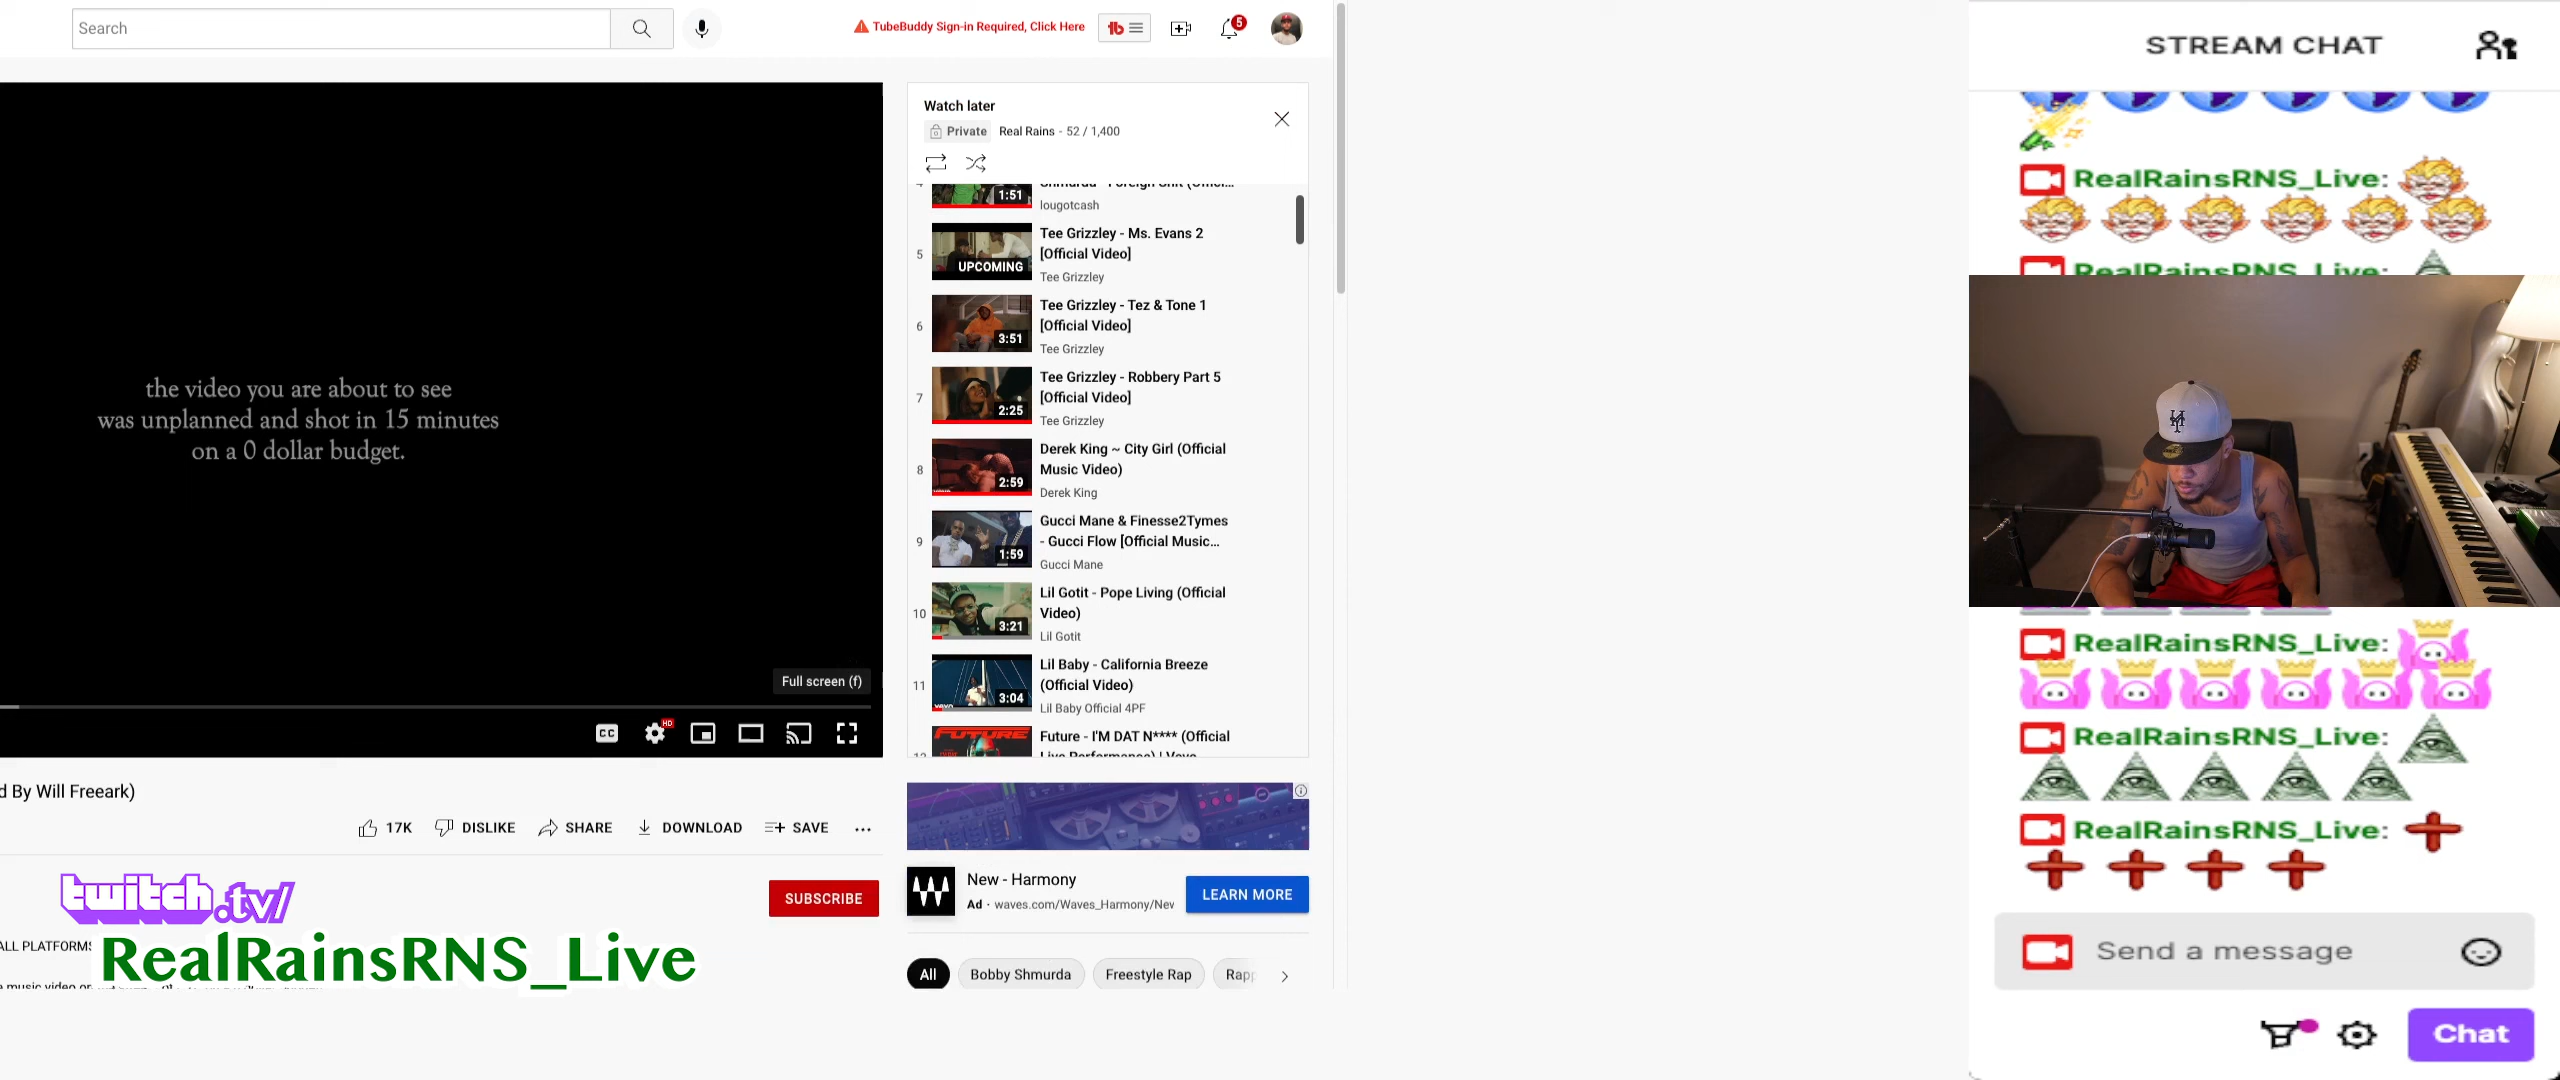 Search
TubeBuddy Sign-in Required, Click Here
5
Watch later
Private Real Rains - 52 / 1,400
1:51
lougotcash
5
UPCOMING
Tee Grizzley - Ms. Evans 2
[Official Video]
Tee Grizzley
6
3:51
Tee Grizzley - Tez & Tone 1
[Official Video]
Tee Grizzley
7
2:25
Tee Grizzley - Robbery Part 5
[Official Video]
Tee Grizzley
8
2:59
Derek King ~ City Girl (Official
Music Video)
Derek King
9
1:59
Gucci Mane & Finesse2Tymes
- Gucci Flow [Official Music...
Gucci Mane
10
3:21
Lil Gotit - Pope Living (Official
Video)
Lil Gotit
11
3:04
Lil Baby - California Breeze
(Official Video)
Lil Baby Official 4PF
FUTURE
Future - I'M DAT N**** (Official
the video you are about to see
was unplanned and shot in 15 minutes
on a 0 dollar budget.
Full screen (f)
CC
HD
d By Will Freeark)
17K DISLIKE SHARE DOWNLOAD SAVE ...
twitch.tv/
RealRainsRNS_Live
SUBSCRIBE
ALL PLATFORMS
New - Harmony
Ad · waves.com/Waves_Harmony/New
LEARN MORE
All Bobby Shmurda Freestyle Rap Rapp
STREAM CHAT
RealRainsRNS_Live:
RealRainsRNS_Live:
RealRainsRNS_Live:
RealRainsRNS_Live:
RealRainsRNS_Live:
Send a message
Chat